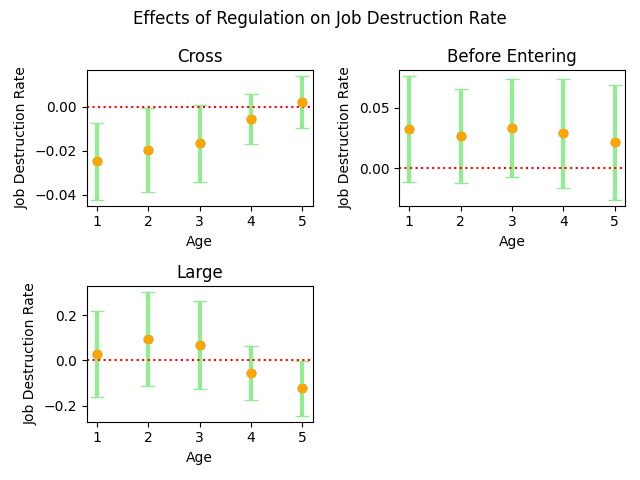 Effects of Regulation on Job Destruction Rate
Cross
Job Destruction Rate
0.00
−0.02
−0.04
1 2 3 4 5
Age
Before Entering
Job Destruction Rate
0.05
0.00
1 2 3 4 5
Age
Large
Job Destruction Rate
0.2
0.0
−0.2
1 2 3 4 5
Age